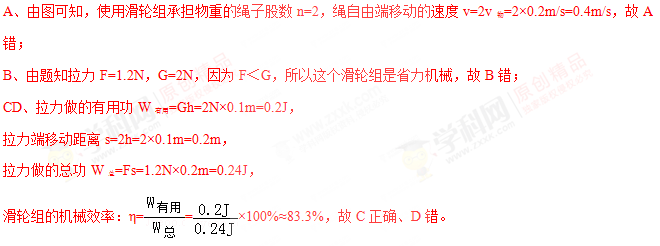 A、由图可知，使用滑轮组承担物重的绳子股数 n=2，绳自由端移动的速度 v=2v 轮=2×0.2m/s=0.4m/s，故 A
错；
B、由题知拉力 F=1.2N，G=2N，因为 F＜G，所以这个滑轮组是省力机械，故 B 错；
CD、拉力做的有用功 W 有用=Gh=2N×0.1m=0.2J，
拉力端移动距离 s=2h=2×0.1m=0.2m，
拉力做的总功 W 总=Fs=1.2N×0.2m=0.24J，
滑轮组的机械效率：η=W有用/W总=0.2J/0.24J×100%≈83.3%，故 C 正确、D 错。